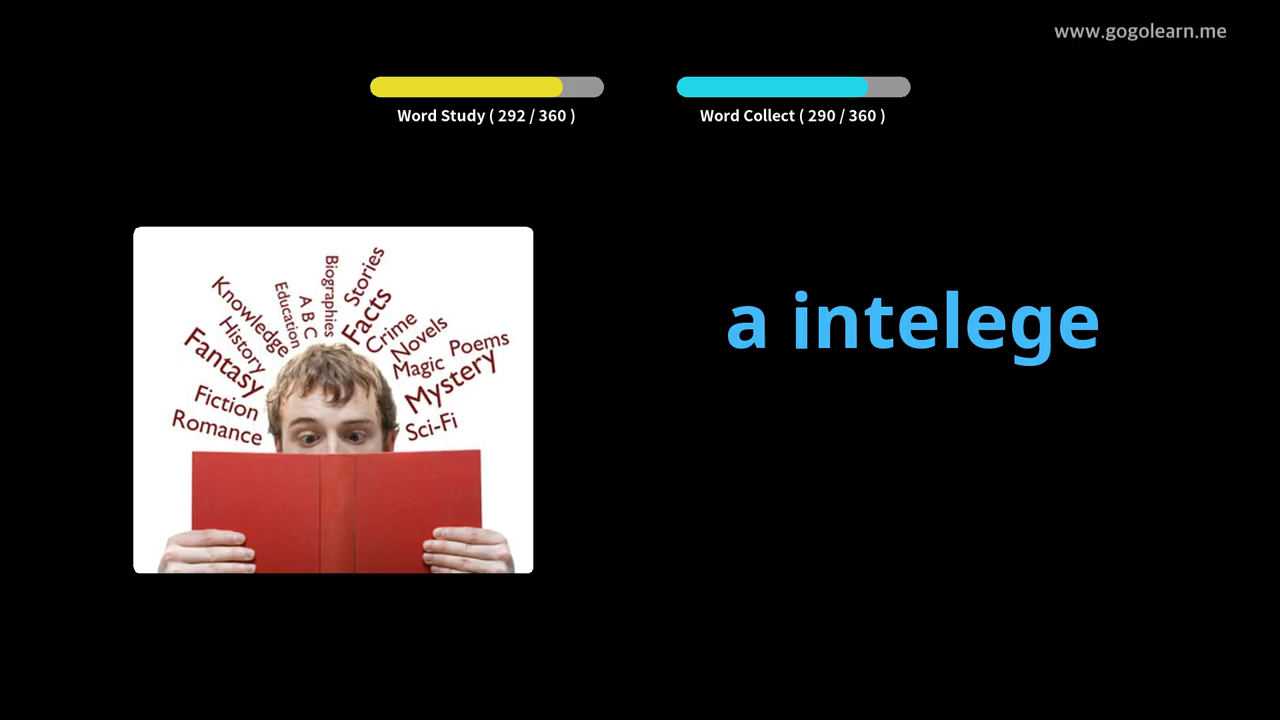 www.gogolearn.me
Word Study ( 292 / 360 )
Word Collect ( 290 / 360 )
a intelege
Knowledge
History
Fantasy
Fiction
Romance
Education
A B C
Biographies
Stories
Facts
Crime
Novels
Magic
Poems
Mystery
Sci-Fi